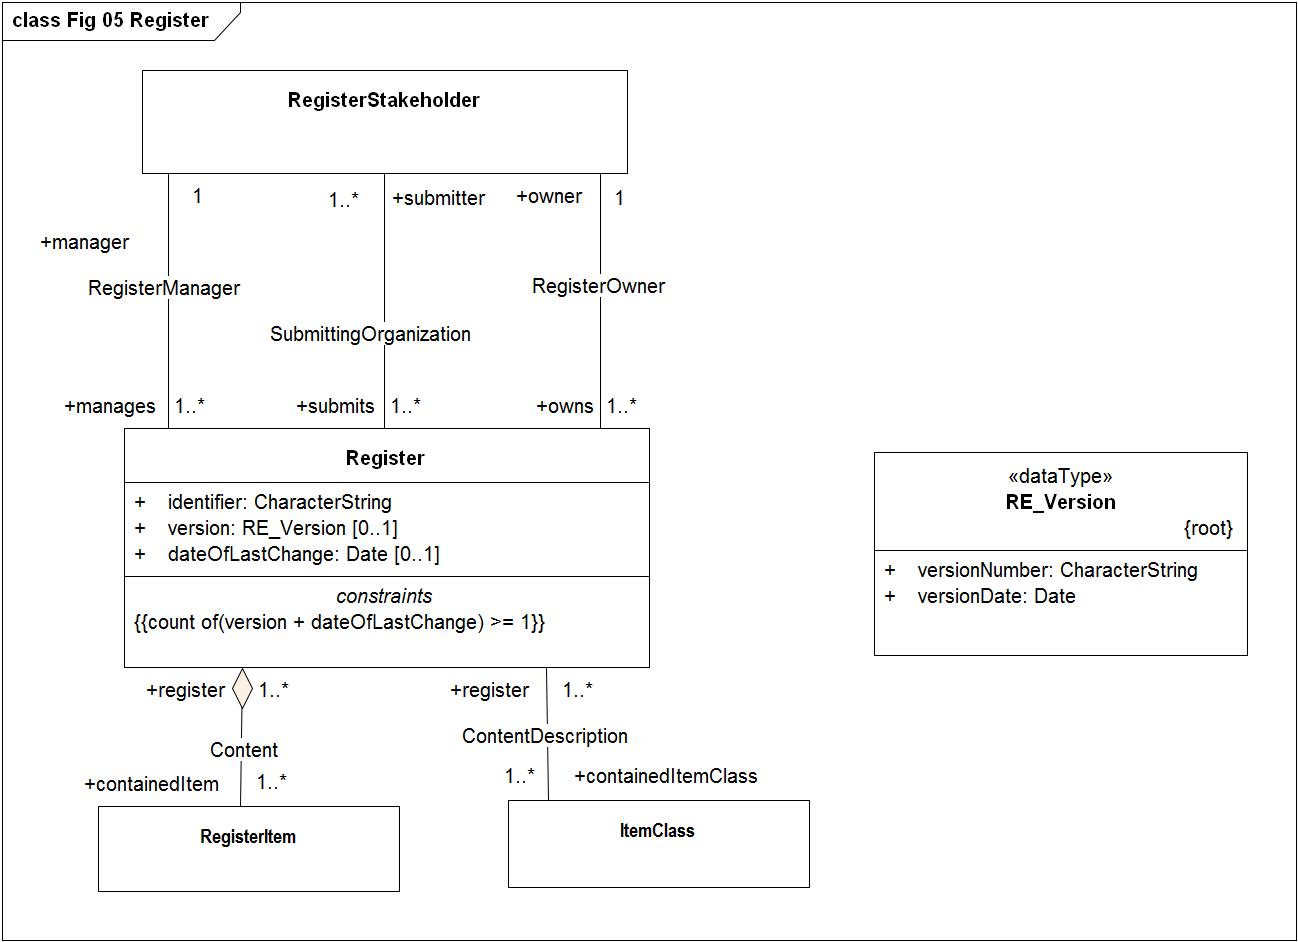 class Fig 05 Register
RegisterStakeholder
1
1..*
+submitter
+owner
1
+manager
RegisterManager
RegisterOwner
SubmittingOrganization
+manages
1..*
+submits
1..*
+owns
1..*
Register
+ identifier: CharacterString
+ version: RE_Version [0..1]
+ dateOfLastChange: Date [0..1]
constraints
{{count of(version + dateOfLastChange) >= 1}}
«dataType»
RE_Version
{root}
+ versionNumber: CharacterString
+ versionDate: Date
+register
1..*
+register
1..*
Content
ContentDescription
+containedItem
1..*
1..*
+containedItemClass
RegisterItem
ItemClass